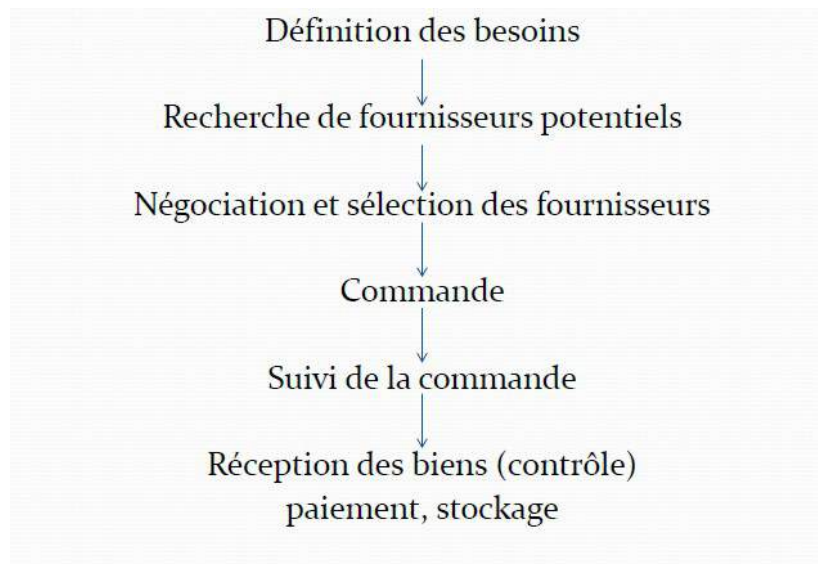 Définition des besoins
Recherche de fournisseurs potentiels
Négociation et sélection des fournisseurs
Commande
Suivi de la commande
Réception des biens (contrôle)
paiement, stockage